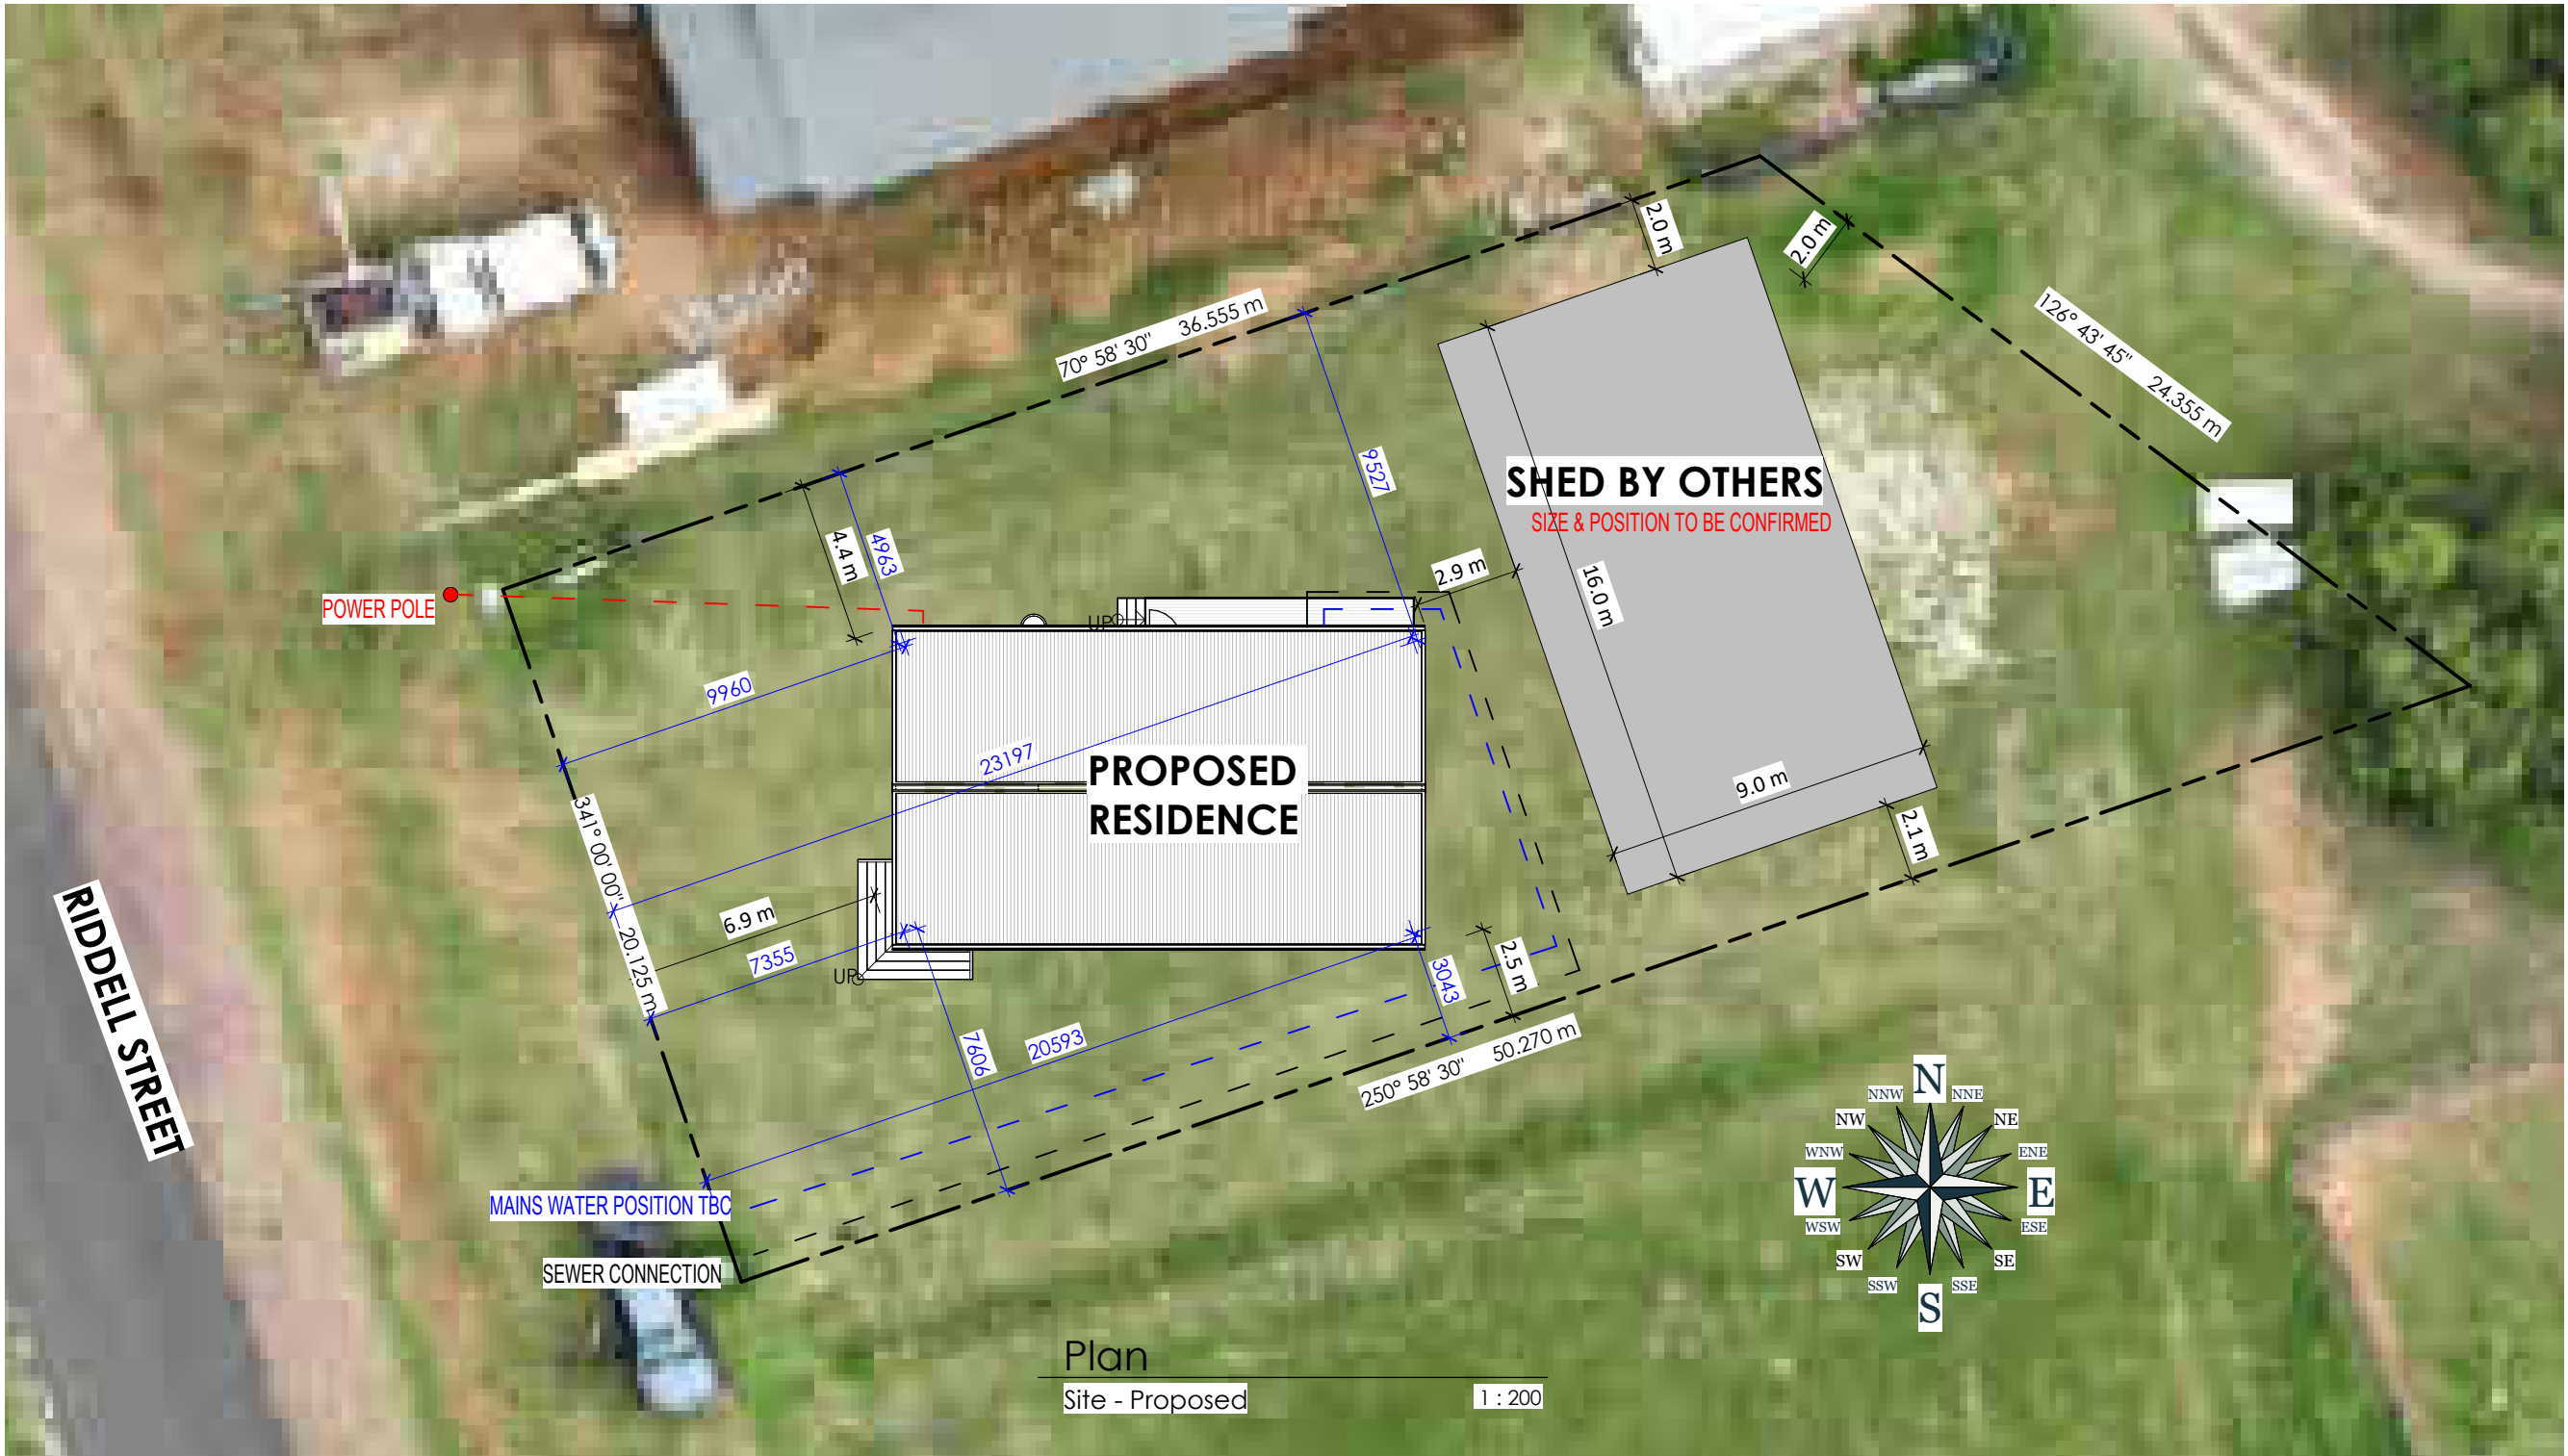 2.0 m
2.0 m
70° 58' 30" 36.555 m
126° 43' 45" 24.355 m
9527
SHED BY OTHERS
SIZE & POSITION TO BE CONFIRMED
4.4 m
4963
2.9 m
16.0 m
POWER POLE
UP
9960
23197
PROPOSED
RESIDENCE
9.0 m
2.1 m
341° 00' 00" 20.125 m
6.9 m
7355
UP
RIDDELL STREET
3043
2.5 m
7606
20593
250° 58' 30" 50.270 m
MAINS WATER POSITION TBC
SEWER CONNECTION
N
NNW
NNE
NW
NE
WNW
ENE
W
E
WSW
ESE
SW
SE
SSW
SSE
S
Plan
Site - Proposed
1 : 200